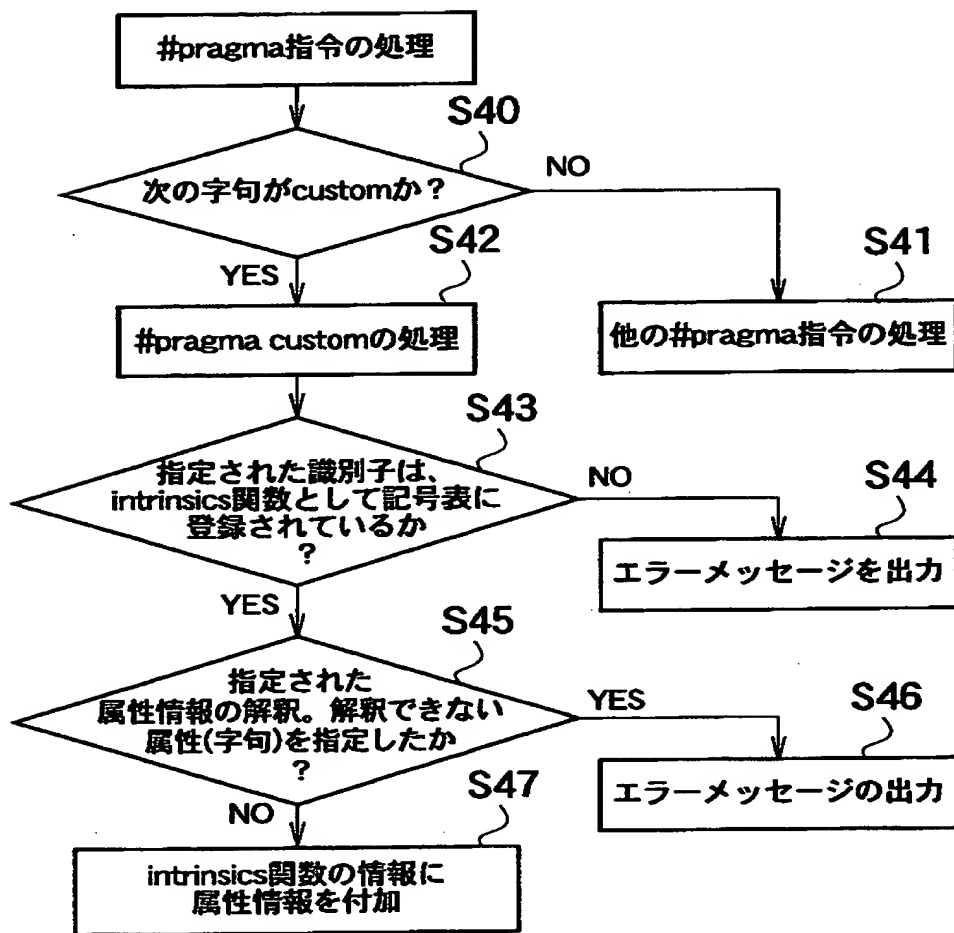 #pragma指令の処理
S40
次の字句がcustomか？
NO
YES
S42
S41
#pragma customの処理
他の#pragma指令の処理
S43
指定された識別子は、
intrinsics関数として記号表に
登録されているか
？
NO
S44
エラーメッセージを出力
YES
S45
指定された
属性情報の解釈。解釈できない
属性(字句)を指定したか
？
YES
S46
エラーメッセージの出力
NO
S47
intrinsics関数の情報に
属性情報を付加